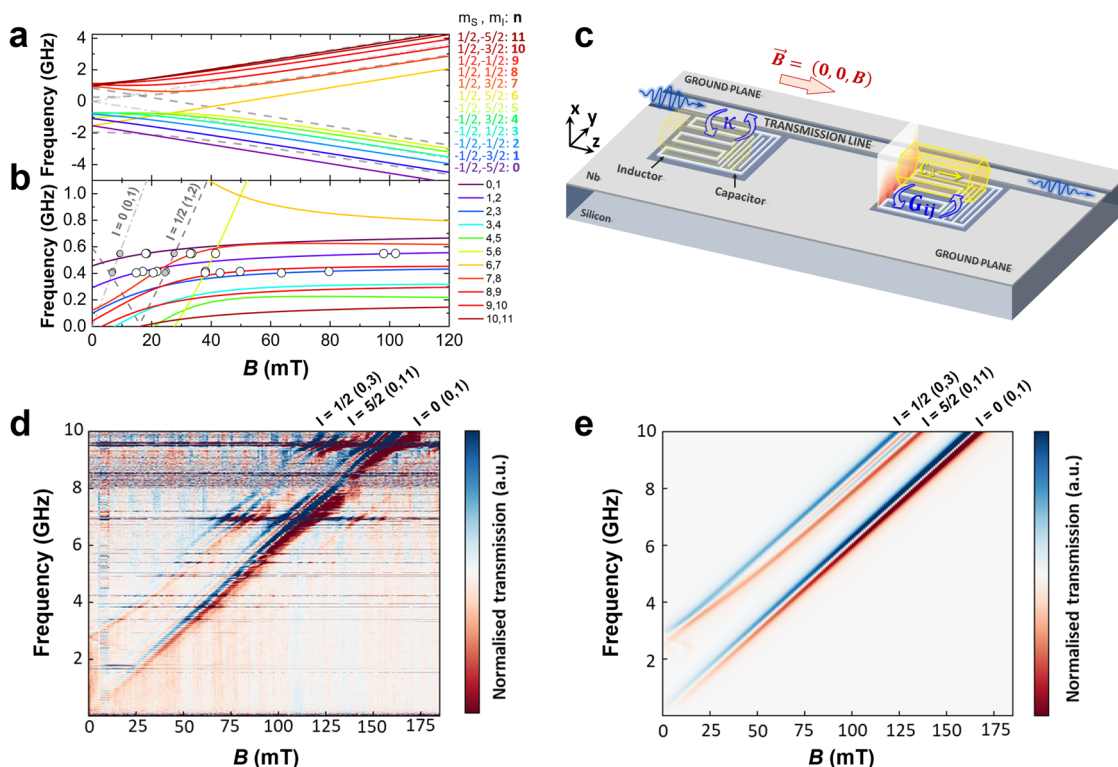 a
Frequency (GHz)
4
2
0
-2
-4
m_S , m_I: n
1/2,-5/2: 11
1/2,-3/2: 10
1/2,-1/2: 9
1/2, 1/2: 8
1/2, 3/2: 7
1/2, 5/2: 6
-1/2, 5/2: 5
-1/2, 3/2: 4
-1/2, 1/2: 3
-1/2,-1/2: 2
-1/2,-3/2: 1
-1/2,-5/2: 0
b
Frequency (GHz)
1.0
0.8
0.6
0.4
0.2
0.0
I = 0 (0,1)
I = 1/2 (1,2)
0 20 40 60 80 100 120
B (mT)
0,1
1,2
2,3
3,4
4,5
5,6
6,7
7,8
8,9
9,10
10,11
c
B⃗ = (0, 0, B)
x
y
z
GROUND PLANE
TRANSMISSION LINE
κ
Inductor
Capacitor
G_ij
Nb
Silicon
GROUND PLANE
d
I = 1/2 (0,3)
I = 5/2 (0,11)
I = 0 (0,1)
Frequency (GHz)
10
8
6
4
2
0 25 50 75 100 125 150 175
B (mT)
Normalised transmission (a.u.)
e
I = 1/2 (0,3)
I = 5/2 (0,11)
I = 0 (0,1)
Frequency (GHz)
10
8
6
4
2
0 25 50 75 100 125 150 175
B (mT)
Normalised transmission (a.u.)